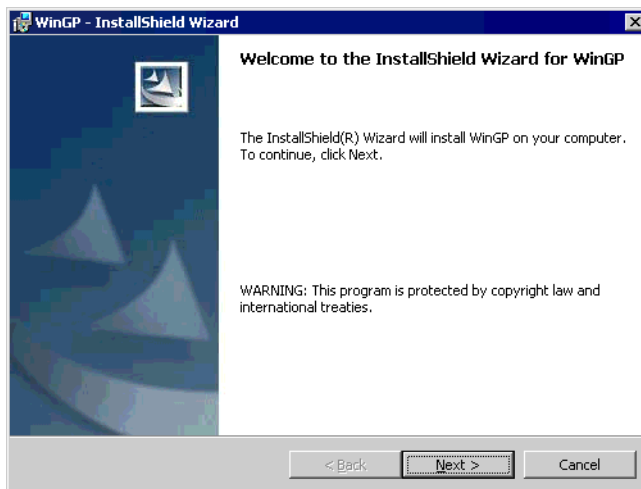 WinGP - InstallShield Wizard
Welcome to the InstallShield Wizard for WinGP
The InstallShield(R) Wizard will install WinGP on your computer.
To continue, click Next.
WARNING: This program is protected by copyright law and
international treaties.
< Back
Next >
Cancel